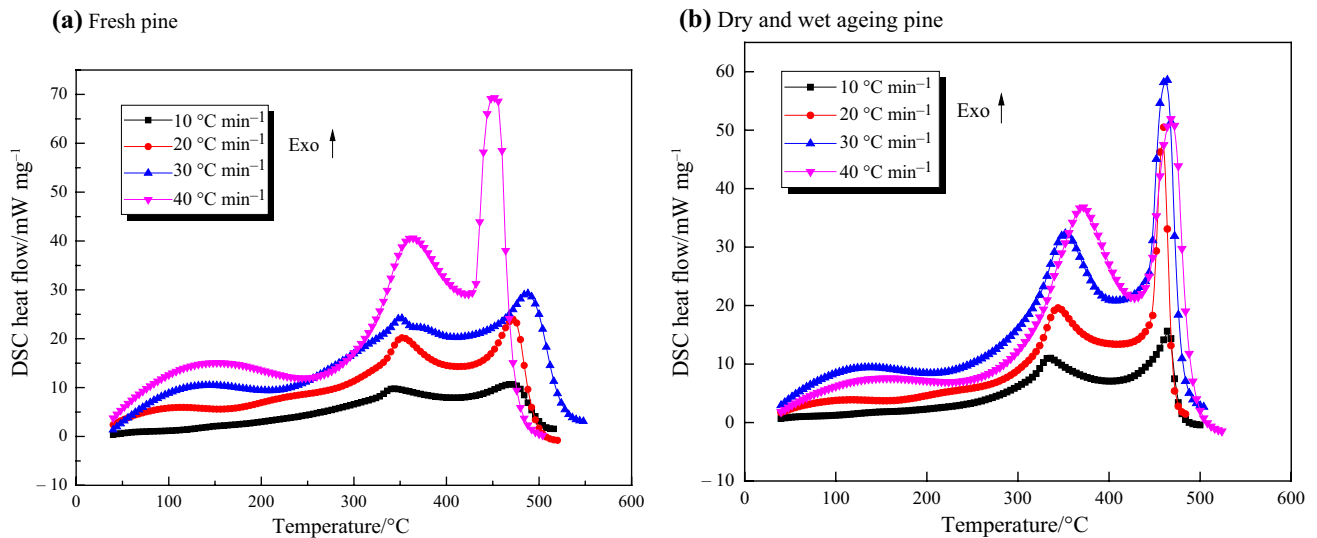 (a) Fresh pine
70
60
50
40
30
20
10
0
– 10
DSC heat flow/mW mg⁻¹
10 °C min⁻¹
20 °C min⁻¹
30 °C min⁻¹
40 °C min⁻¹
Exo
0 100 200 300 400 500 600
Temperature/°C
(b) Dry and wet ageing pine
60
50
40
30
20
10
0
– 10
DSC heat flow/mW mg⁻¹
10 °C min⁻¹
20 °C min⁻¹
30 °C min⁻¹
40 °C min⁻¹
Exo
0 100 200 300 400 500 600
Temperature/°C